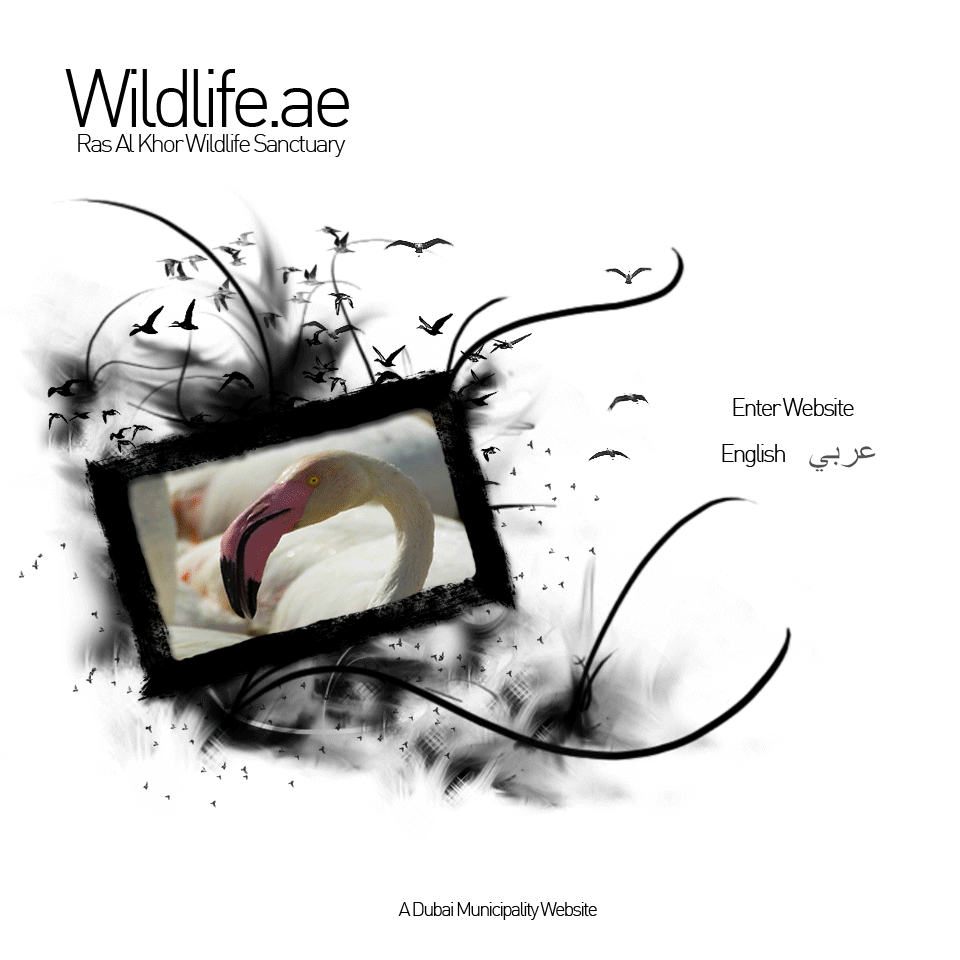 Wildlife.ae
Ras Al Khor Wildlife Sanctuary
Enter Website
English عربي
A Dubai Municipality Website